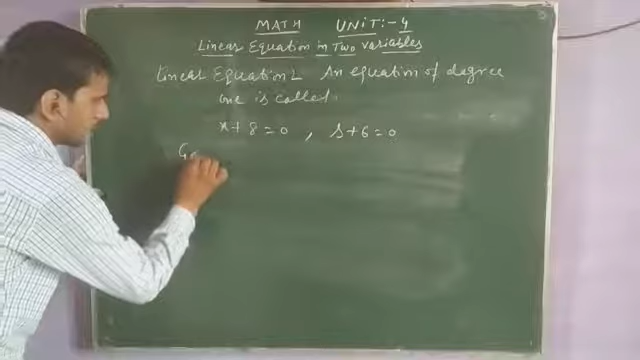 MATH UNIT:- 4
Linear Equation in Two Variables
Linear Equation:- An equation of degree
one is called.
x + 8 = 0 , s + 6 = 0
Ge